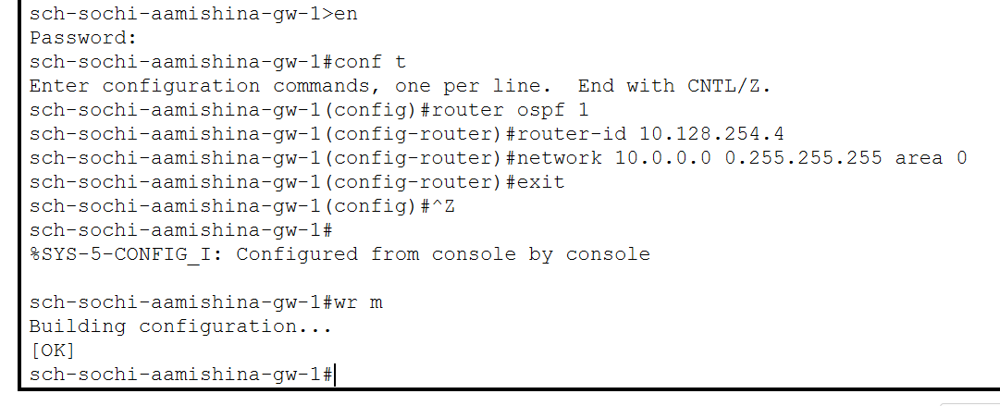 sch-sochi-aamishina-gw-1>en
Password:
sch-sochi-aamishina-gw-1#conf t
Enter configuration commands, one per line.  End with CNTL/Z.
sch-sochi-aamishina-gw-1(config)#router ospf 1
sch-sochi-aamishina-gw-1(config-router)#router-id 10.128.254.4
sch-sochi-aamishina-gw-1(config-router)#network 10.0.0.0 0.255.255.255 area 0
sch-sochi-aamishina-gw-1(config-router)#exit
sch-sochi-aamishina-gw-1(config)#^Z
sch-sochi-aamishina-gw-1#
%SYS-5-CONFIG_I: Configured from console by console
sch-sochi-aamishina-gw-1#wr m
Building configuration...
[OK]
sch-sochi-aamishina-gw-1#